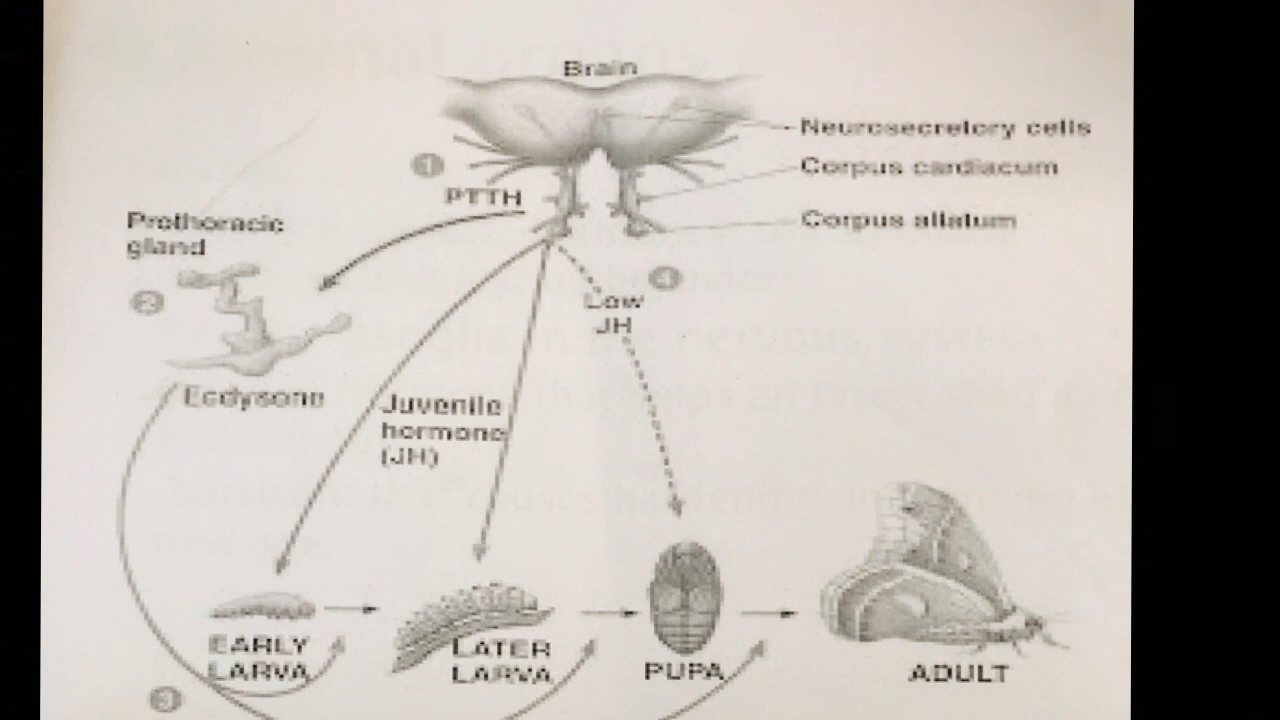 Brain
Neurosecretory cells
Corpus cardiacum
Corpus allatum
1
PTTH
Prothoracic
gland
2
4
Low
JH
Ecdysone
Juvenile
hormone
(JH)
EARLY
LARVA
LATER
LARVA
PUPA
ADULT
3